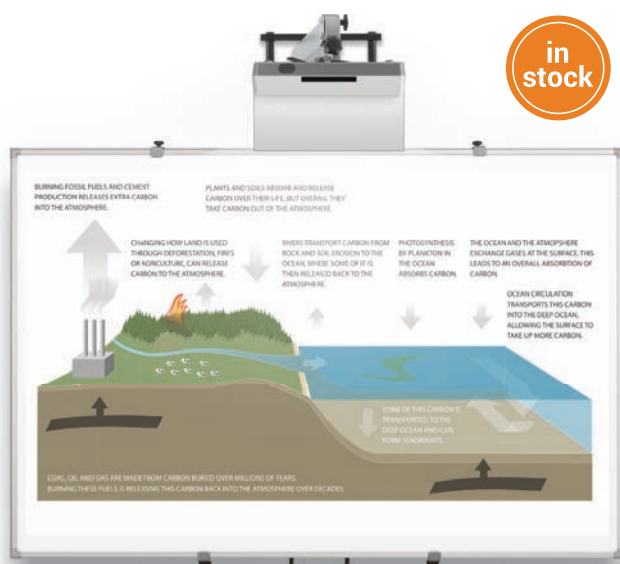 in
stock
BURNING FOSSIL FUELS AND CEMENT
PRODUCTION RELEASES EXTRA CARBON
INTO THE ATMOSPHERE.
PLANTS AND SOILS ABSORB AND RELEASE
CARBON OVER THEIR LIFE, BUT OVERALL THEY
TAKE CARBON OUT OF THE ATMOSPHERE.
CHANGING HOW LAND IS USED
THROUGH DEFORESTATION, FIRES
OR AGRICULTURE, CAN RELEASE
CARBON TO THE ATMOSPHERE.
RIVERS TRANSPORT CARBON FROM
ROCK AND SOIL EROSION TO THE
OCEAN, WHERE SOME OF IT IS
THEN RELEASED BACK TO THE
ATMOSPHERE.
PHOTOSYNTHESIS
BY PLANKTON IN
THE OCEAN
ABSORBS CARBON.
THE OCEAN AND THE ATMOPSHERE
EXCHANGE GASES AT THE SURFACE, THIS
LEADS TO AN OVERALL ABSORBTION OF
CARBON.
OCEAN CIRCULATION
TRANSPORTS THIS CARBON
INTO THE DEEP OCEAN,
ALLOWING THE SURFACE TO
TAKE UP MORE CARBON.
SOME OF THIS CARBON IS
TRANSPORTED TO THE
DEEP OCEAN AND CAN
FORM SENDIMENTS.
COAL, OIL AND GAS ARE MADE FROM CARBON BURIED OVER MILLIONS OF YEARS.
BURNING THESE FUELS IS RELEASING THIS CARBON BACK INTO THE ATMOSPHERE OVER DECADES.